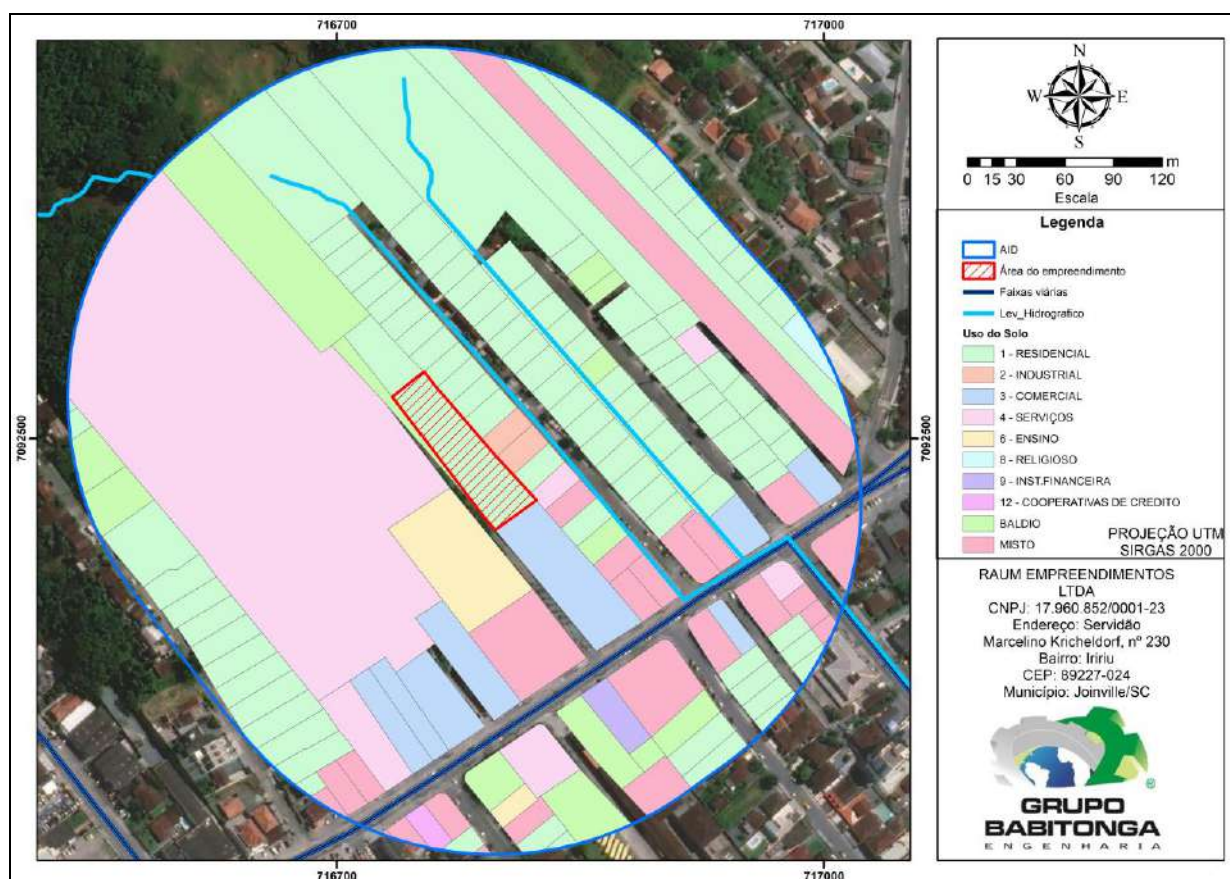 716700
717000
7092500
7092500
716700
717000
N
W
E
S
m
0 15 30 60 90 120
Escala
Legenda
AID
Área do empreendimento
Faixas viárias
Lev_Hidrografico
Uso do Solo
1 - RESIDENCIAL
2 - INDUSTRIAL
3 - COMERCIAL
4 - SERVIÇOS
6 - ENSINO
8 - RELIGIOSO
9 - INST.FINANCEIRA
12 - COOPERATIVAS DE CREDITO
BALDIO
MISTO
PROJEÇÃO UTM
SIRGAS 2000
RAUM EMPREENDIMENTOS
LTDA
CNPJ: 17.960.852/0001-23
Endereço: Servidão
Marcelino Kricheldorf, nº 230
Bairro: Iririu
CEP: 89227-024
Município: Joinville/SC
®
GRUPO
BABITONGA
ENGENHARIA